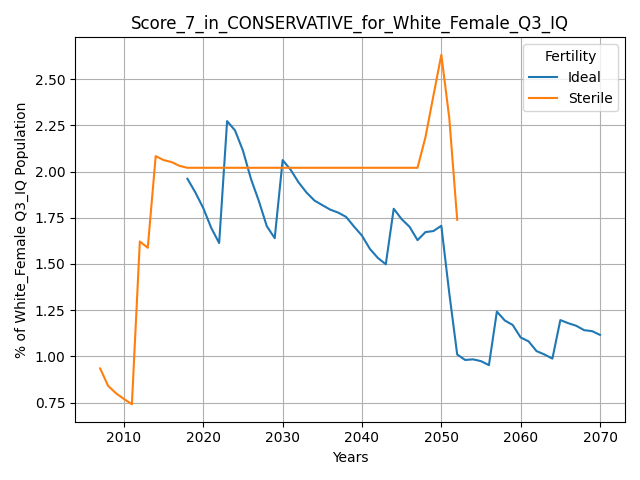 Score_7_in_CONSERVATIVE_for_White_Female_Q3_IQ
% of White_Female Q3_IQ Population
2.50
2.25
2.00
1.75
1.50
1.25
1.00
0.75
Fertility
Ideal
Sterile
2010 2020 2030 2040 2050 2060 2070
Years